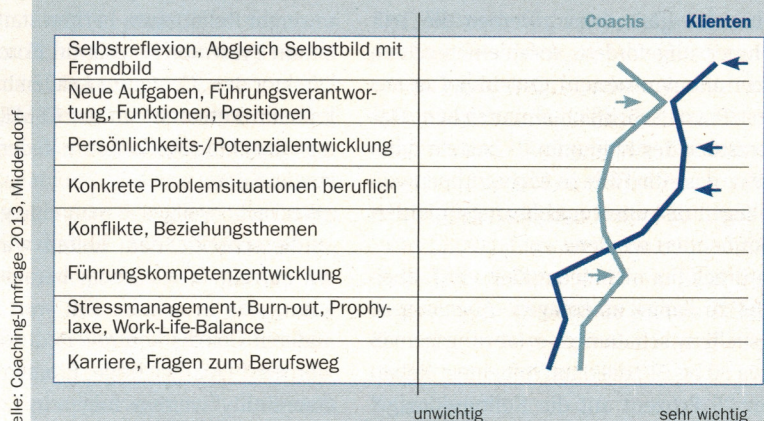 Coachs Klienten
Selbstreflexion, Abgleich Selbstbild mit
Fremdbild
Neue Aufgaben, Führungsverantwor-
tung, Funktionen, Positionen
Persönlichkeits-/Potenzialentwicklung
Konkrete Problemsituationen beruflich
Konflikte, Beziehungsthemen
Führungskompetenzentwicklung
Stressmanagement, Burn-out, Prophy-
laxe, Work-Life-Balance
Karriere, Fragen zum Berufsweg
unwichtig sehr wichtig
elle: Coaching-Umfrage 2013, Middendorf